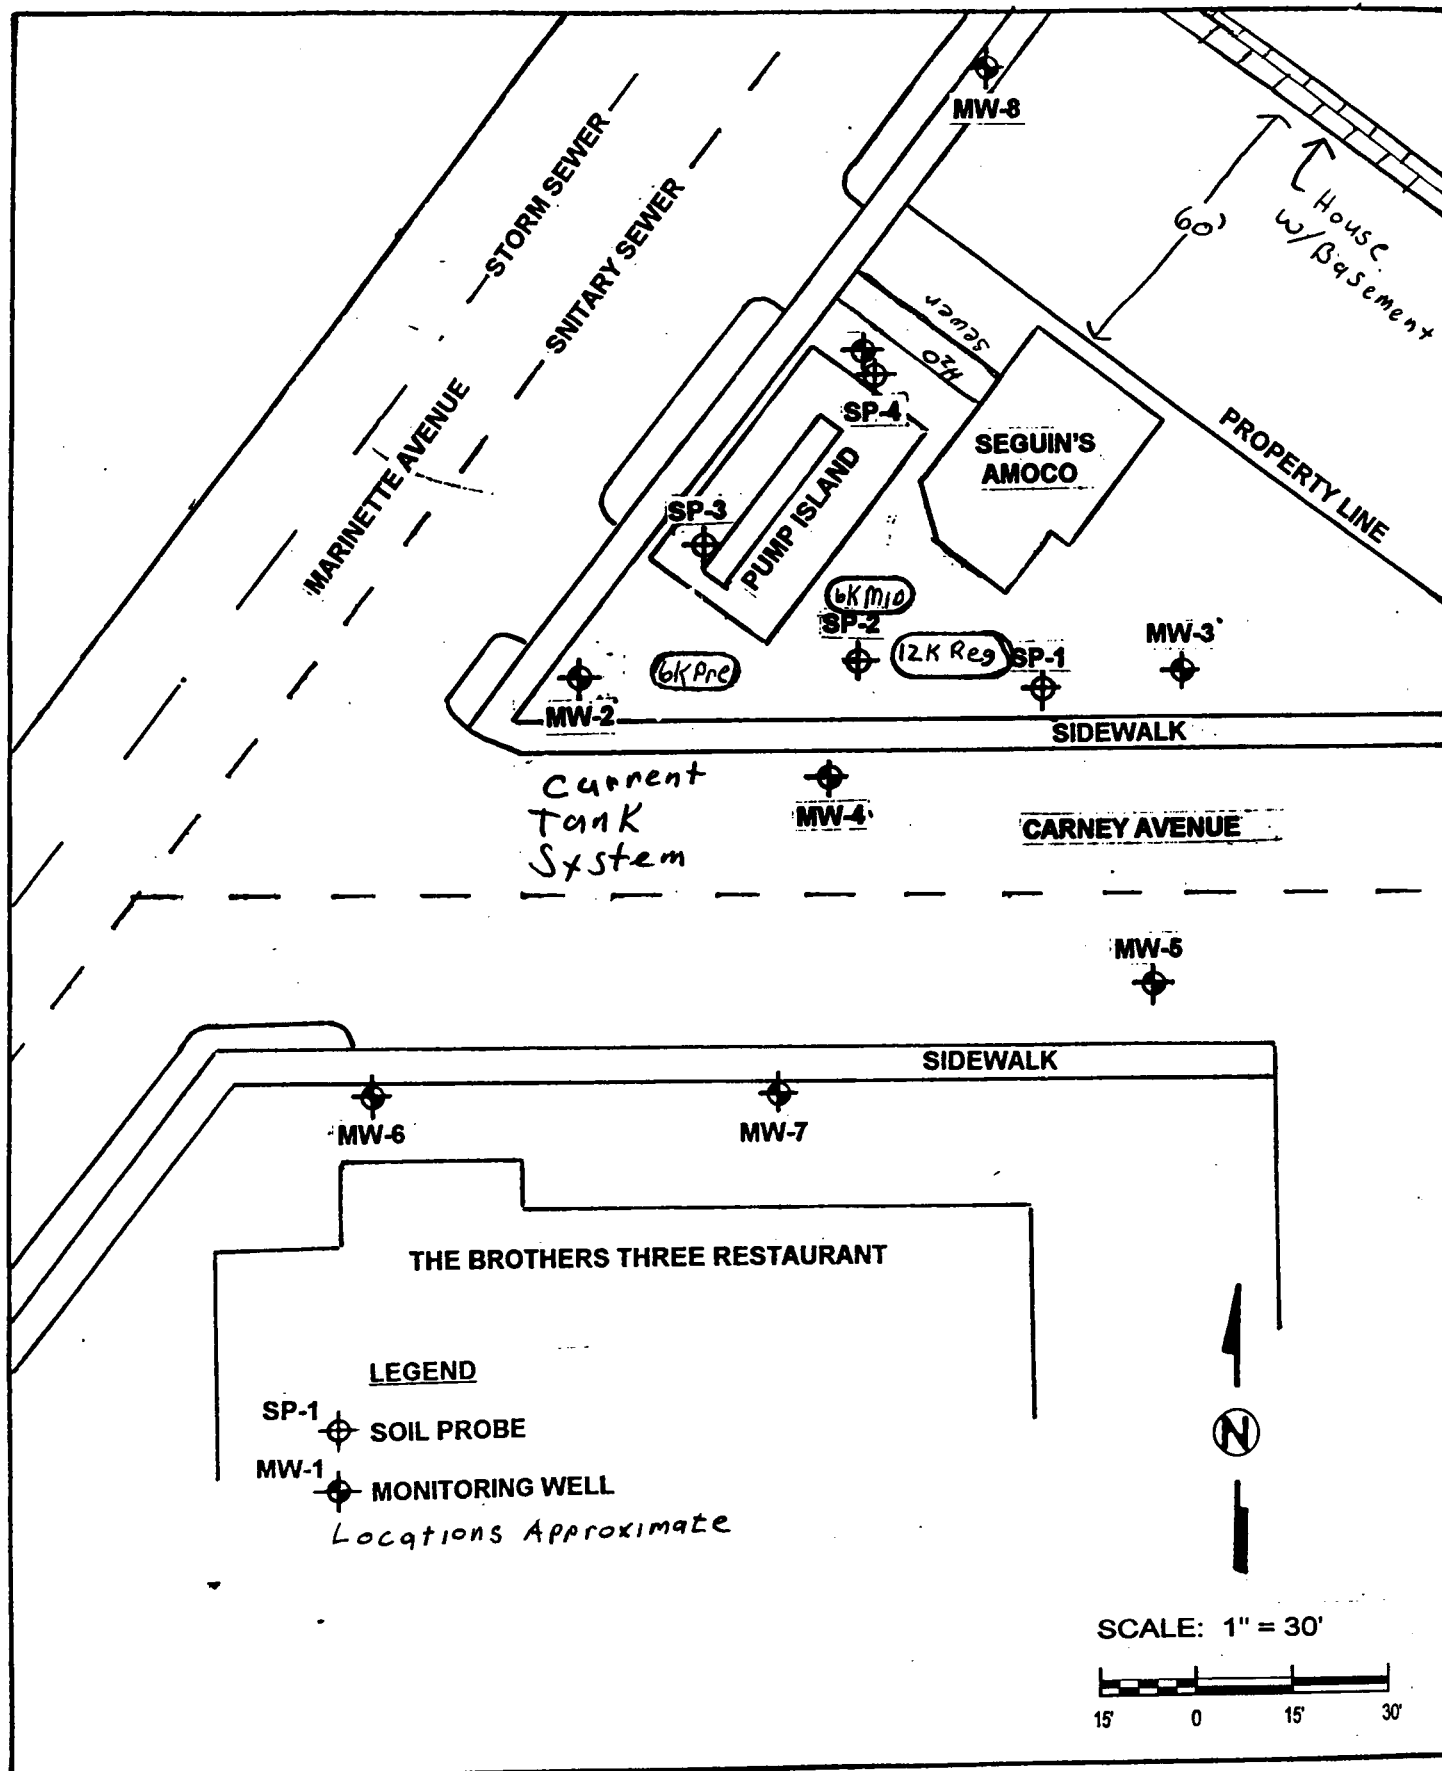 MW-8
STORM SEWER
SNITARY SEWER
MARINETTE AVENUE
60'
House
w/Basement
sewer
H2O
SP-4
SEGUIN'S
AMOCO
PROPERTY LINE
SP-3
PUMP ISLAND
6K Mid
SP-2
12K Reg
SP-1
MW-3
6K Pre
MW-2
SIDEWALK
Current
Tank
System
MW-4
CARNEY AVENUE
MW-5
SIDEWALK
MW-6
MW-7
THE BROTHERS THREE RESTAURANT
LEGEND
SP-1
SOIL PROBE
MW-1
MONITORING WELL
Locations Approximate
N
SCALE: 1" = 30'
15' 0 15' 30'